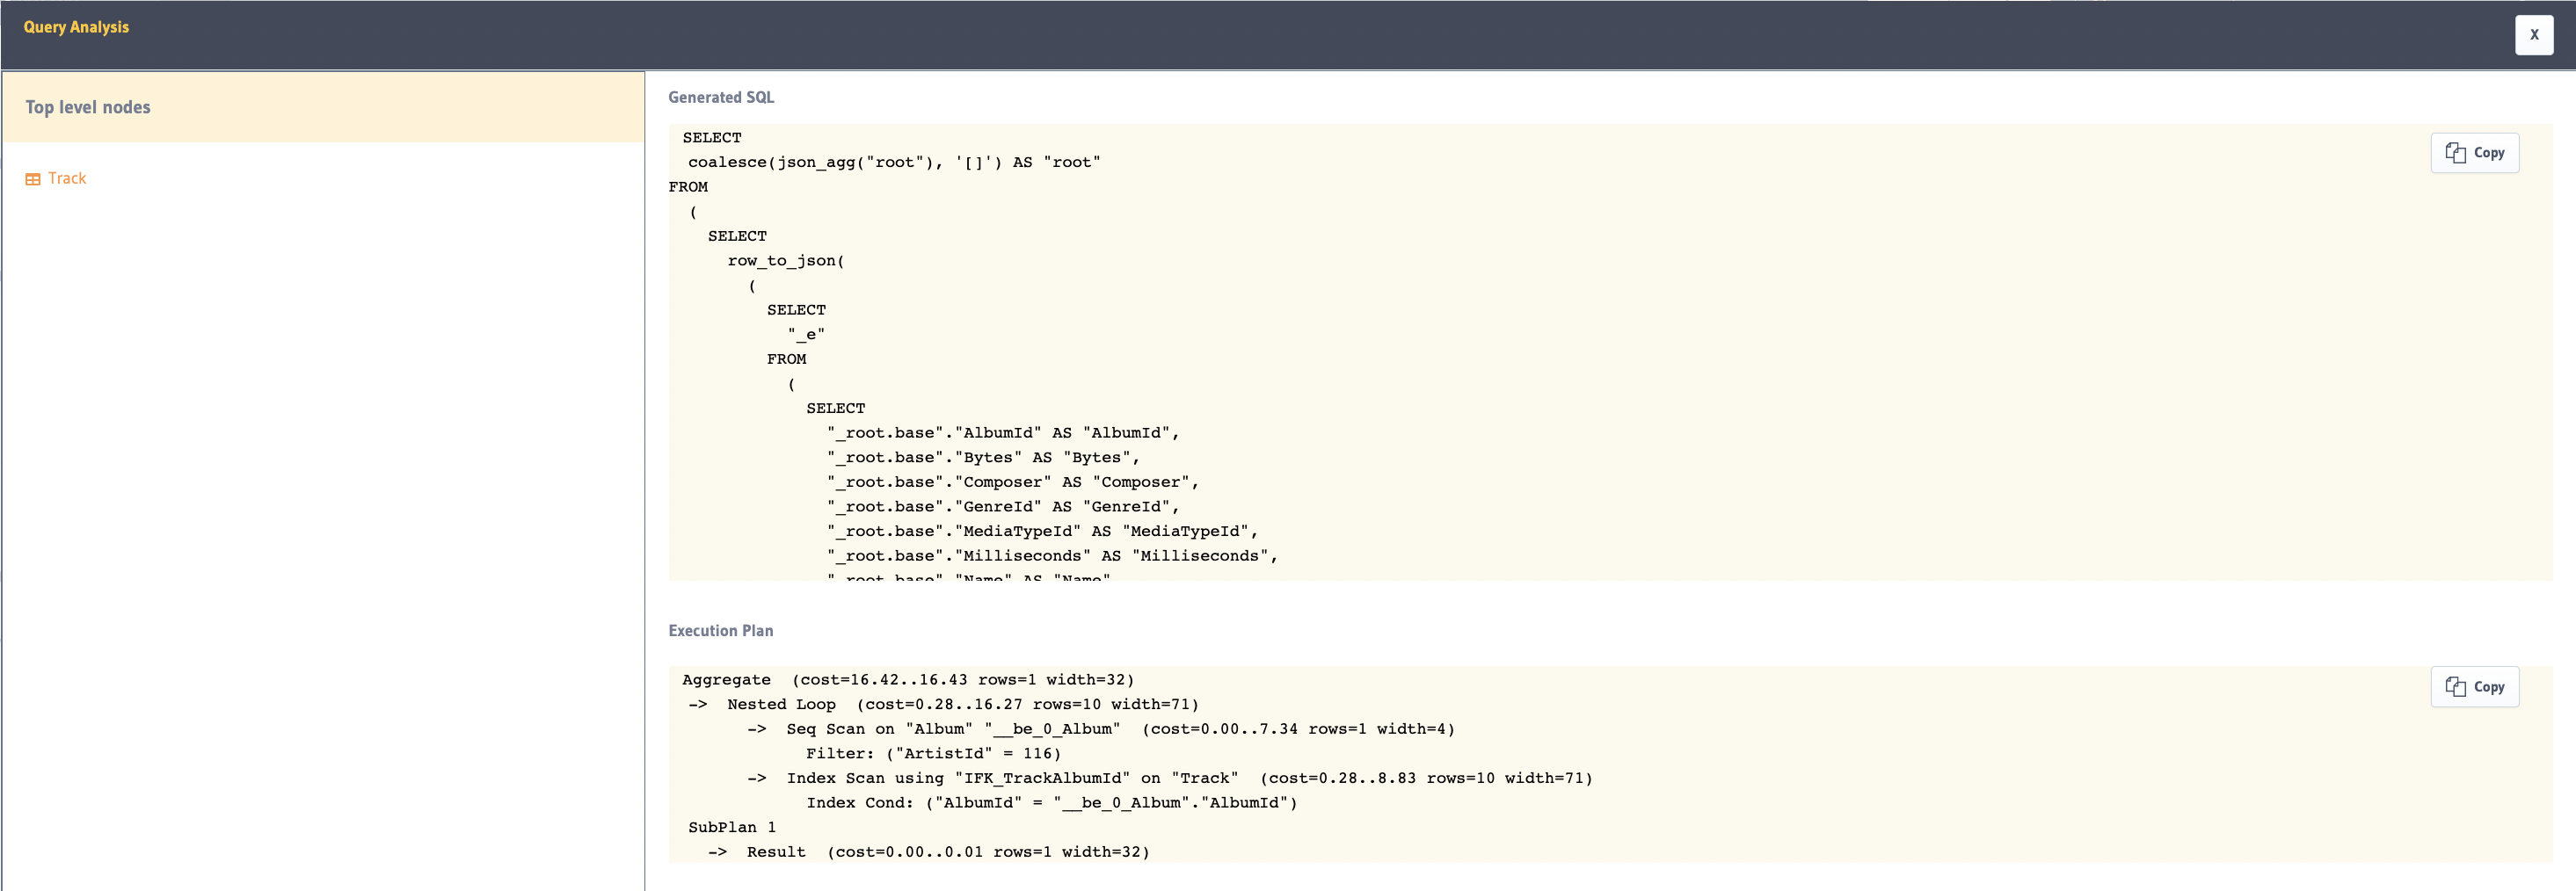 Query Analysis
X
Top level nodes
Track
Generated SQL
Copy
SELECT
coalesce(json_agg("root"), '[]') AS "root"
FROM
(
SELECT
row_to_json(
(
SELECT
"_e"
FROM
(
SELECT
"_root.base"."AlbumId" AS "AlbumId",
"_root.base"."Bytes" AS "Bytes",
"_root.base"."Composer" AS "Composer",
"_root.base"."GenreId" AS "GenreId",
"_root.base"."MediaTypeId" AS "MediaTypeId",
"_root.base"."Milliseconds" AS "Milliseconds",
"_root.base"."Name" AS "Name"
Execution Plan
Copy
Aggregate  (cost=16.42..16.43 rows=1 width=32)
->  Nested Loop  (cost=0.28..16.27 rows=10 width=71)
->  Seq Scan on "Album" "__be_0_Album"  (cost=0.00..7.34 rows=1 width=4)
Filter: ("ArtistId" = 116)
->  Index Scan using "IFK_TrackAlbumId" on "Track"  (cost=0.28..8.83 rows=10 width=71)
Index Cond: ("AlbumId" = "__be_0_Album"."AlbumId")
SubPlan 1
->  Result  (cost=0.00..0.01 rows=1 width=32)